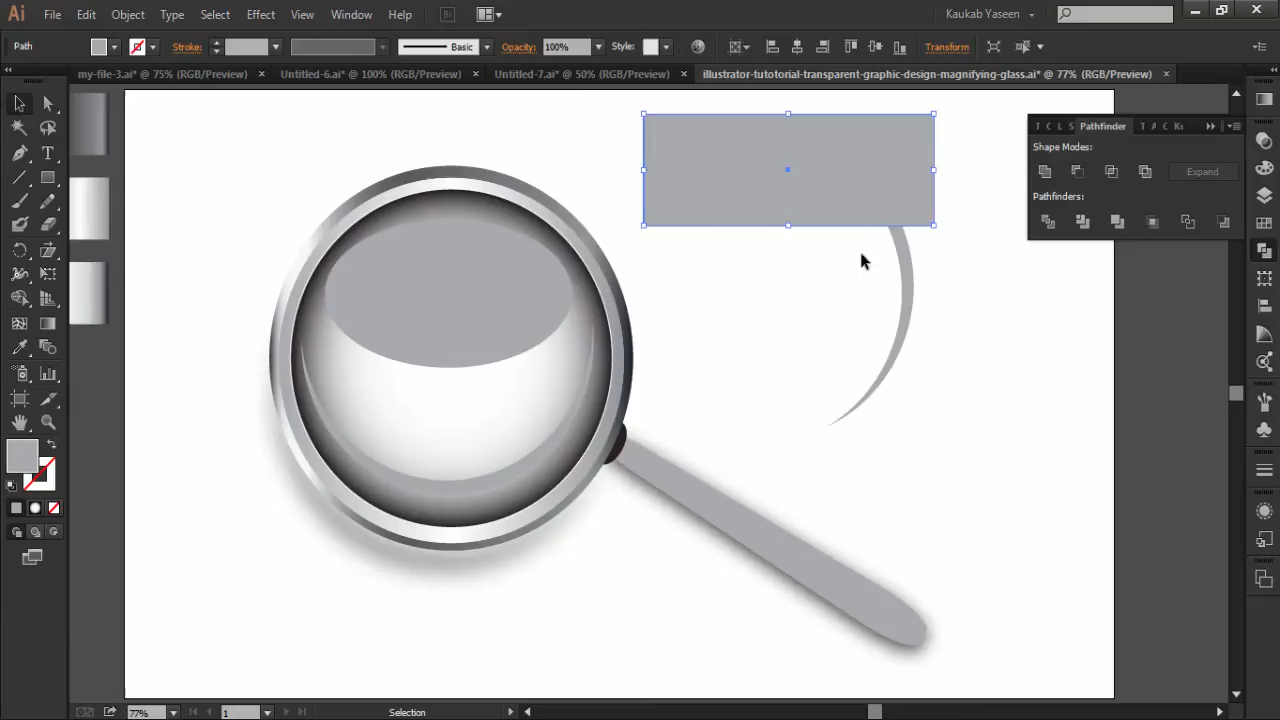 Ai File Edit Object Type Select Effect View Window Help Br Kaukab Yaseen
Path Stroke: Basic Opacity: 100% Style: Transform
my-file-3.ai* @ 75% (RGB/Preview) Untitled-6.ai* @ 100% (RGB/Preview) Untitled-7.ai* @ 50% (RGB/Preview) illustrator-tutotorial-transparent-graphic-design-magnifying-glass.ai* @ 77% (RGB/Preview)
T C L S Pathfinder T A C Ki
Shape Modes:
Expand
Pathfinders:
77% 1 Selection